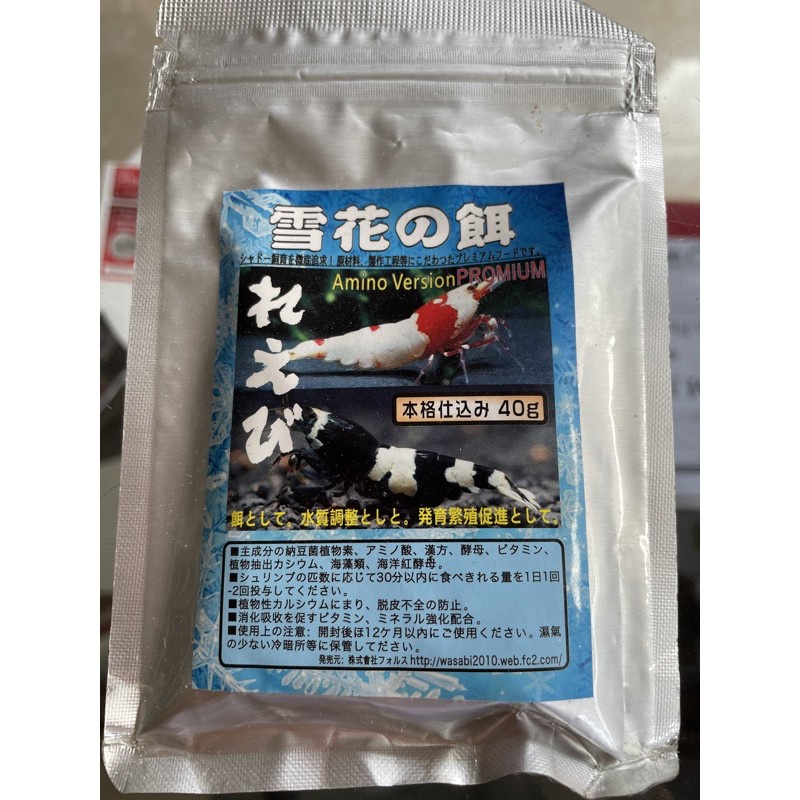 雪花の餌
シャドー飼育を徹底追求！原材料、製作工程等にこだわったプレミアムフードです。
Amino VersionPROMIUM
れえび
本格仕込み 40g
餌として。水質調整としと。発育繁殖促進として。
■主成分の納豆菌植物素、アミノ酸、漢方、酵母、ビタミン、
植物抽出カシウム、海藻類、海洋紅酵母。
■シュリンプの匹数に応じて30分以内に食べきれる量を1日1回
-2回投与してください。
■植物性カルシウムにまり、脱皮不全の防止。
■消化吸收を促すビタミン、ミネラル強化配合。
■使用上の注意：開封後ほ12ケ月以内にご使用ください。濕氣
の少ない冷暗所等に保管してださい。
発売元：株式會社フォルス http://wasabi2010.web.fc2.com/